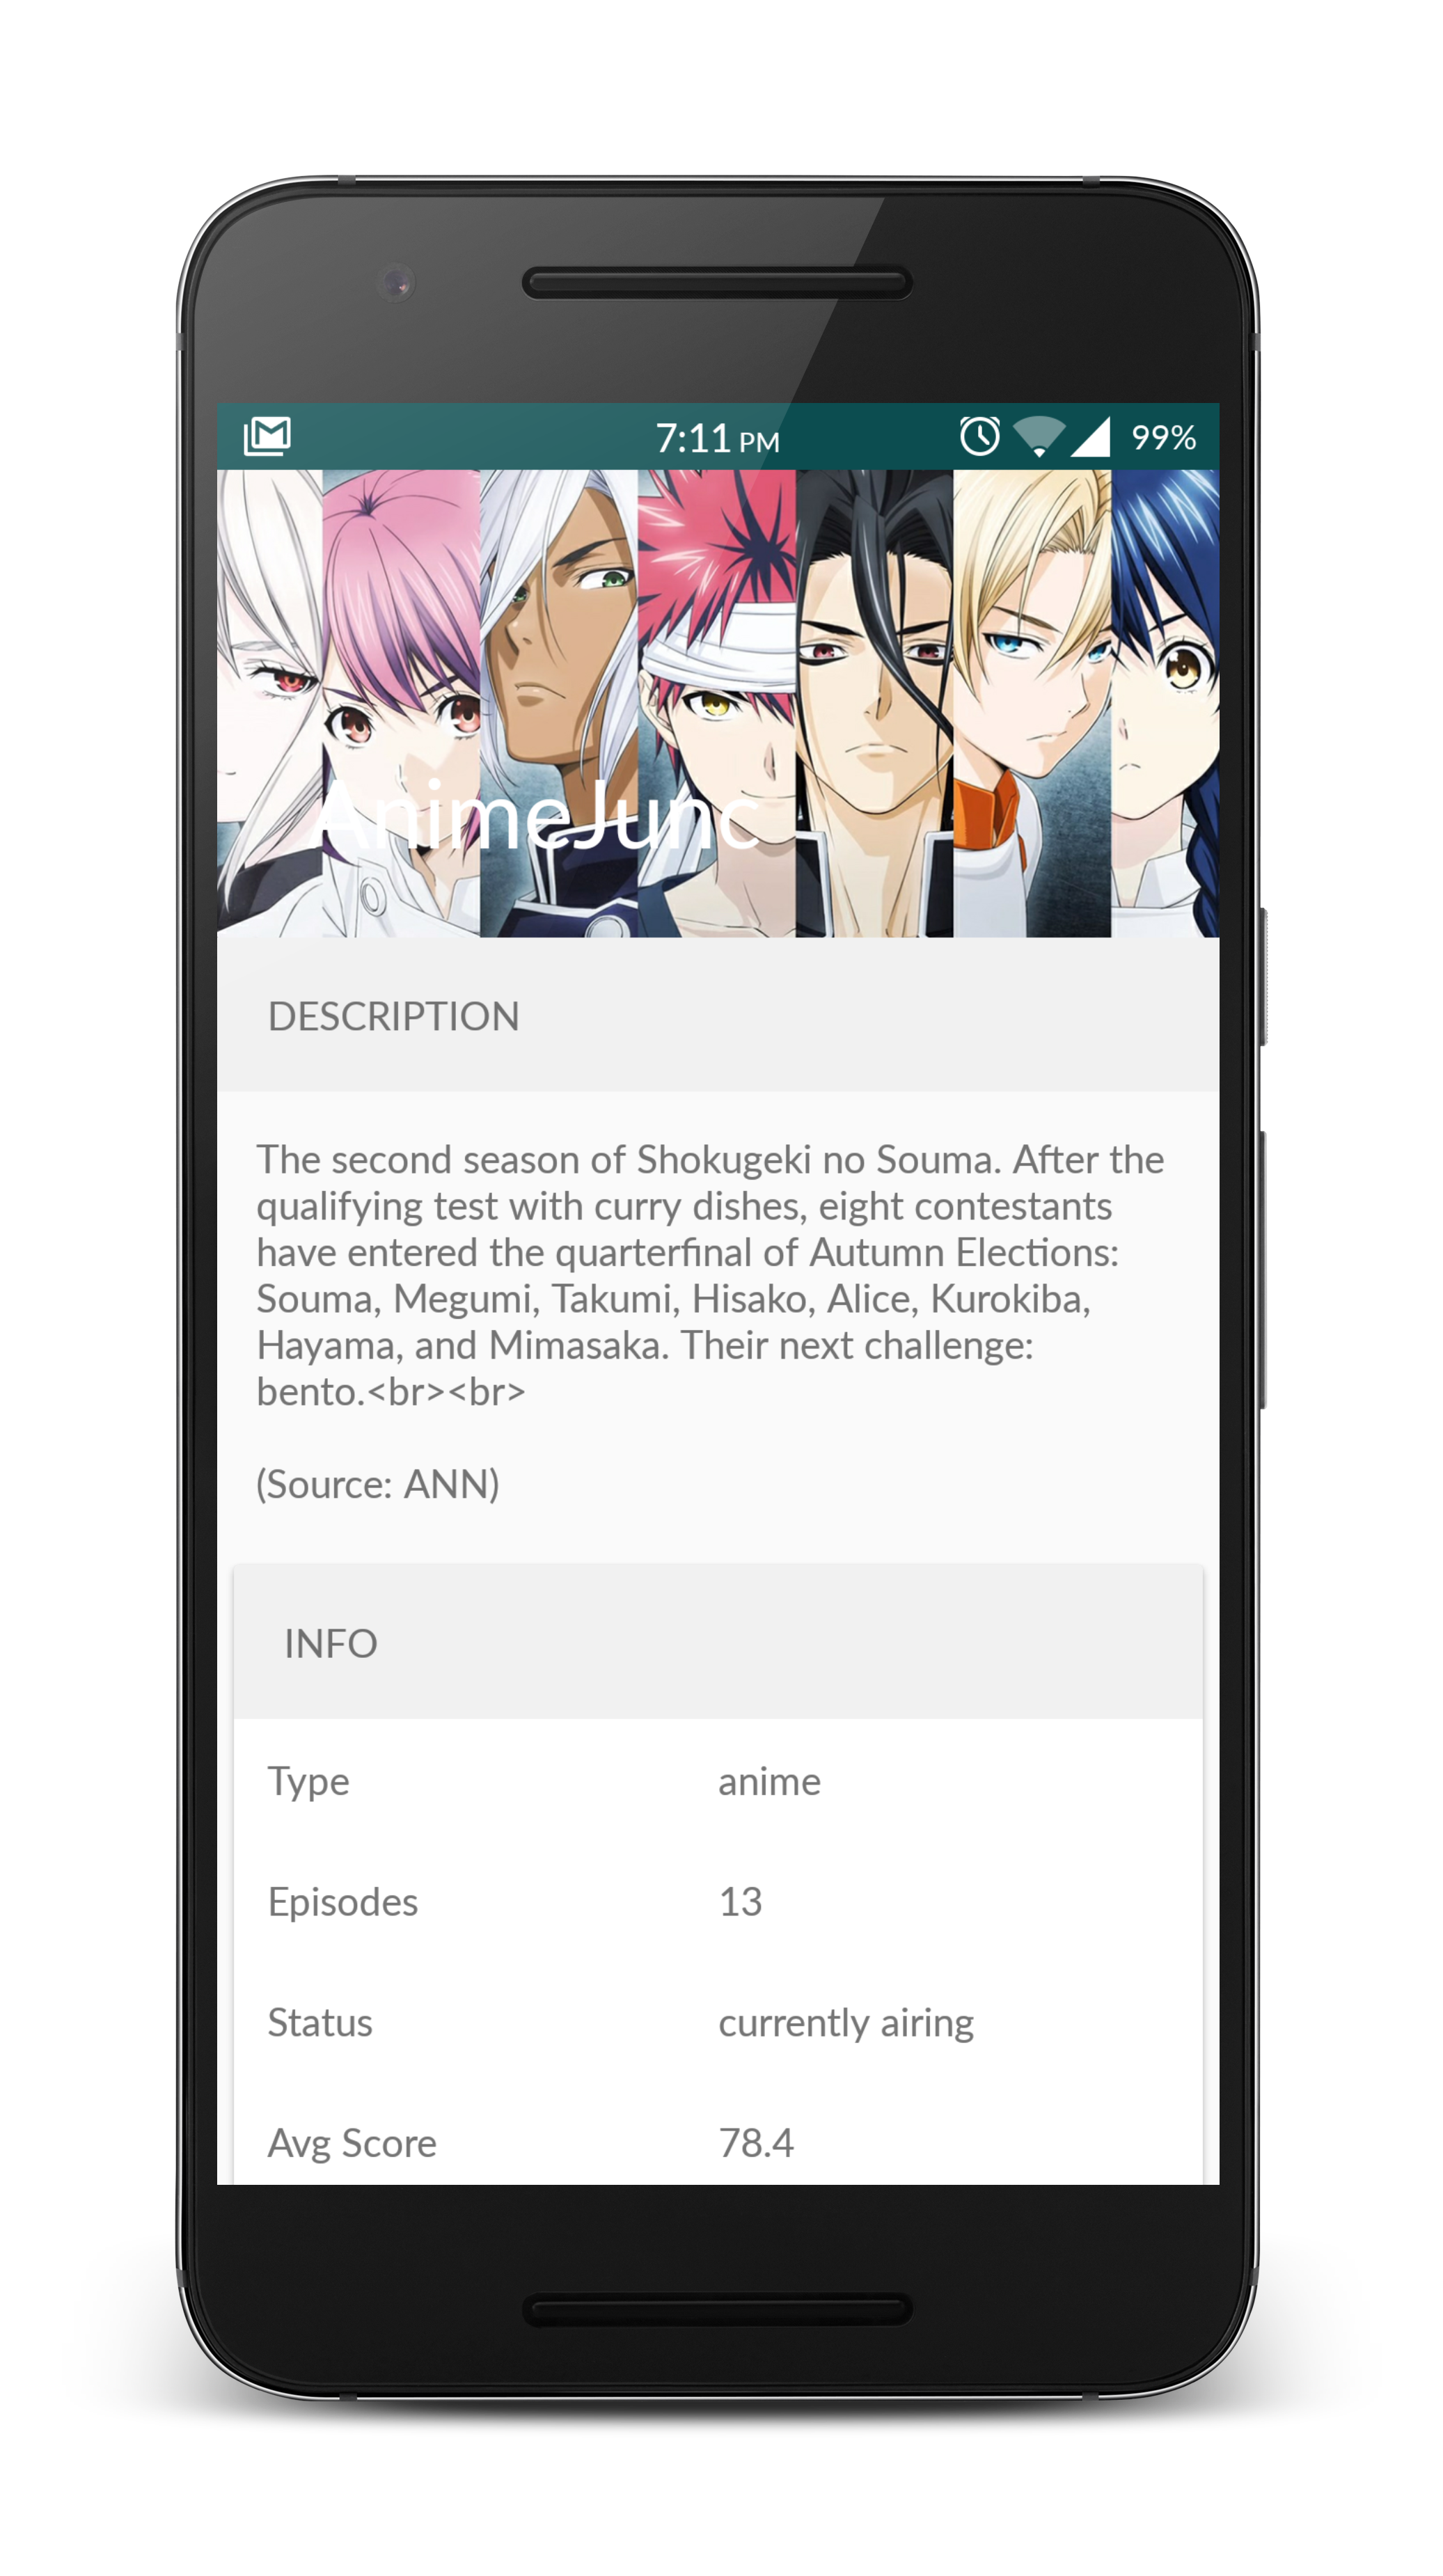 7:11 PM
99%
AnimeJunc
DESCRIPTION
The second season of Shokugeki no Souma. After the
qualifying test with curry dishes, eight contestants
have entered the quarterfinal of Autumn Elections:
Souma, Megumi, Takumi, Hisako, Alice, Kurokiba,
Hayama, and Mimasaka. Their next challenge:
bento.<br><br>
(Source: ANN)
INFO
Type anime
Episodes 13
Status currently airing
Avg Score 78.4